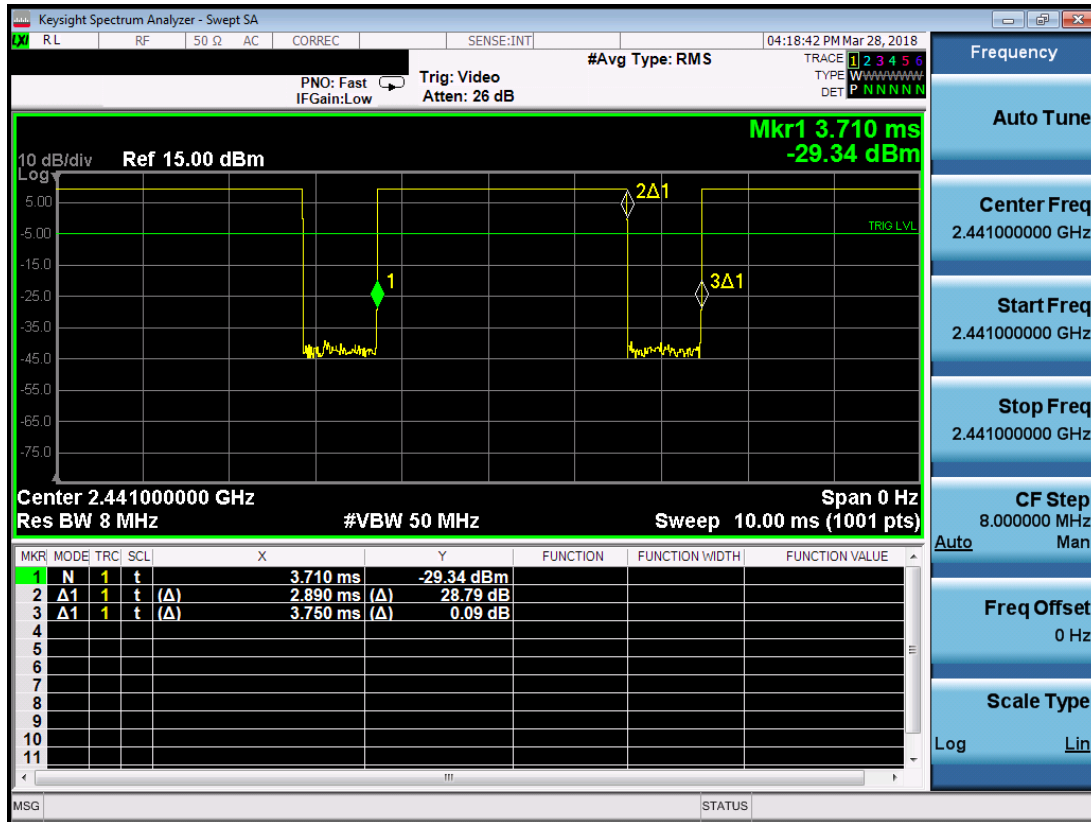 Keysight Spectrum Analyzer - Swept SA
LXI RL RF 50 Ω AC CORREC SENSE:INT 04:18:42 PM Mar 28, 2018
#Avg Type: RMS
TRACE 1 2 3 4 5 6
PNO: Fast Trig: Video
TYPE WWWWWW
IFGain:Low Atten: 26 dB
DET P N N N N N
Mkr1 3.710 ms
-29.34 dBm
10 dB/div Ref 15.00 dBm
Log
5.00
-5.00
-15.0
-25.0
-35.0
-45.0
-55.0
-65.0
-75.0
2Δ1
TRIG LVL
1
3Δ1
Center 2.441000000 GHz Span 0 Hz
Res BW 8 MHz #VBW 50 MHz Sweep 10.00 ms (1001 pts)
MKR MODE TRC SCL X Y FUNCTION FUNCTION WIDTH FUNCTION VALUE
1 N 1 t 3.710 ms -29.34 dBm
2 Δ1 1 t (Δ) 2.890 ms (Δ) 28.79 dB
3 Δ1 1 t (Δ) 3.750 ms (Δ) 0.09 dB
4
5
6
7
8
9
10
11
MSG STATUS
Frequency
Auto Tune
Center Freq
2.441000000 GHz
Start Freq
2.441000000 GHz
Stop Freq
2.441000000 GHz
CF Step
8.000000 MHz
Auto Man
Freq Offset
0 Hz
Scale Type
Log Lin